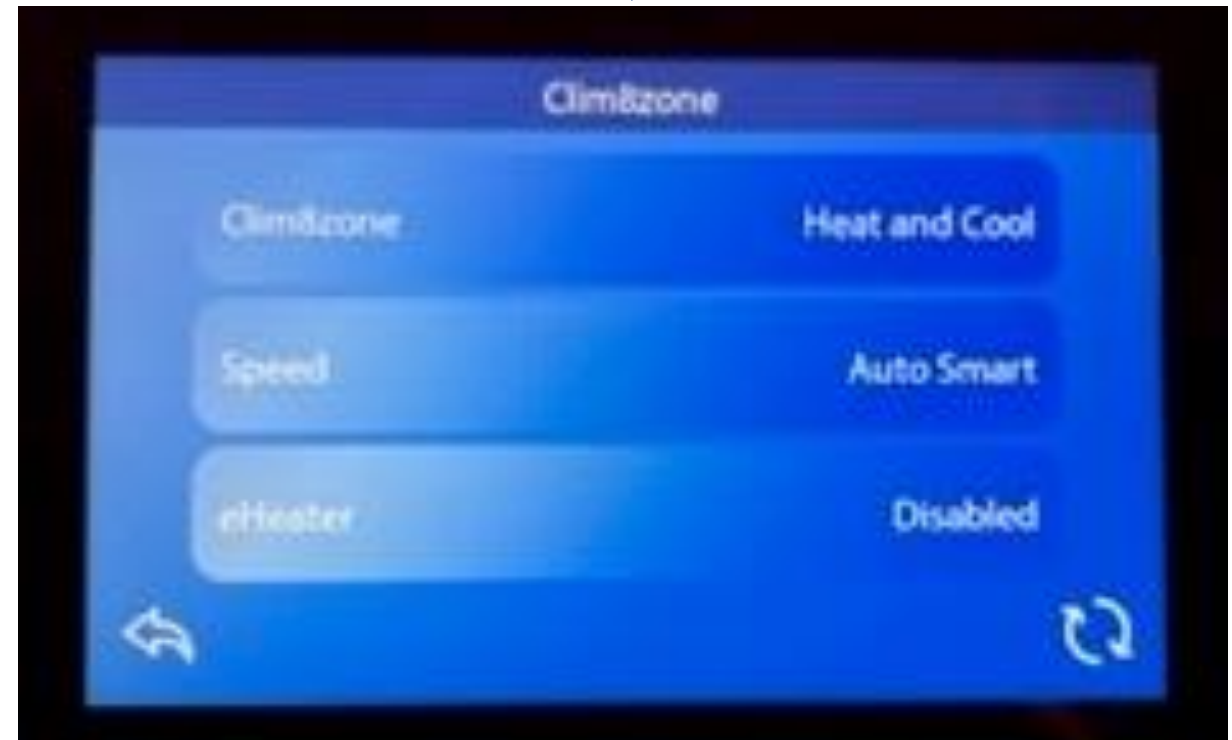 Clim8zone
Clim8zone Heat and Cool
Speed Auto Smart
eHeater Disabled